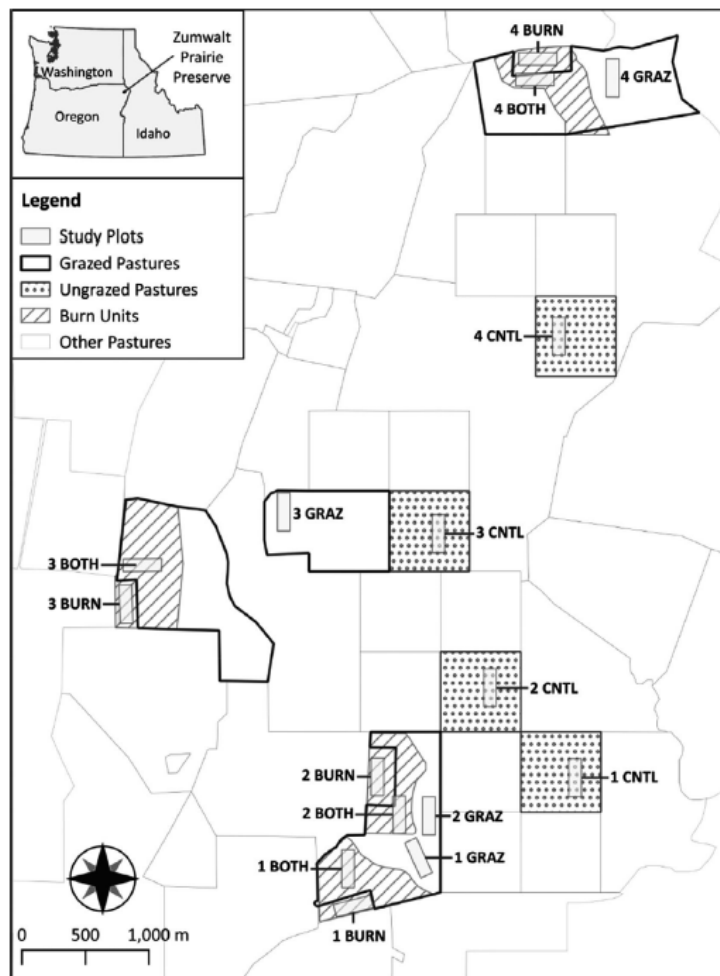 Zumwalt
Prairie
Preserve
Washington
Oregon
Idaho
Legend
Study Plots
Grazed Pastures
Ungrazed Pastures
Burn Units
Other Pastures
4 BURN
4 GRAZ
4 BOTH
4 CNTL
3 GRAZ
3 CNTL
3 BOTH
3 BURN
2 CNTL
2 BURN
1 CNTL
2 BOTH
2 GRAZ
1 BOTH
1 GRAZ
1 BURN
0 500 1,000 m